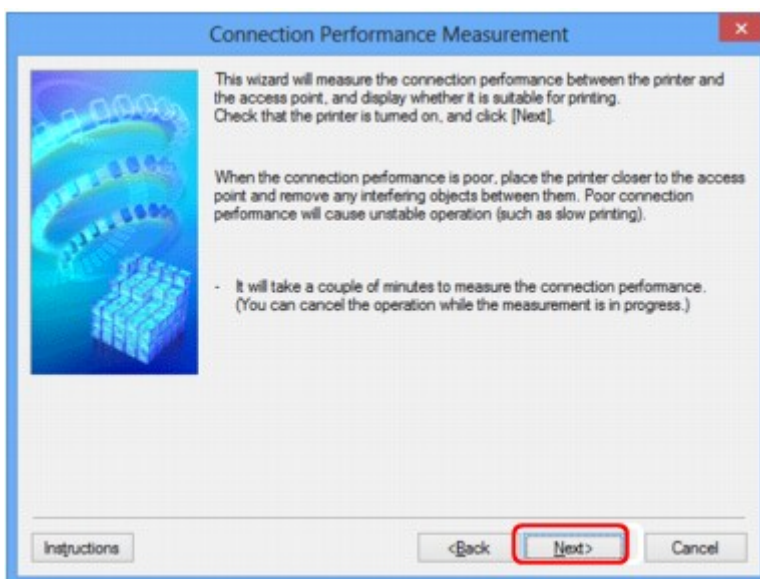 Connection Performance Measurement
This wizard will measure the connection performance between the printer and
the access point, and display whether it is suitable for printing.
Check that the printer is turned on, and click [Next].
When the connection performance is poor, place the printer closer to the access
point and remove any interfering objects between them. Poor connection
performance will cause unstable operation (such as slow printing).
- It will take a couple of minutes to measure the connection performance.
(You can cancel the operation while the measurement is in progress.)
Instructions <Back Next> Cancel